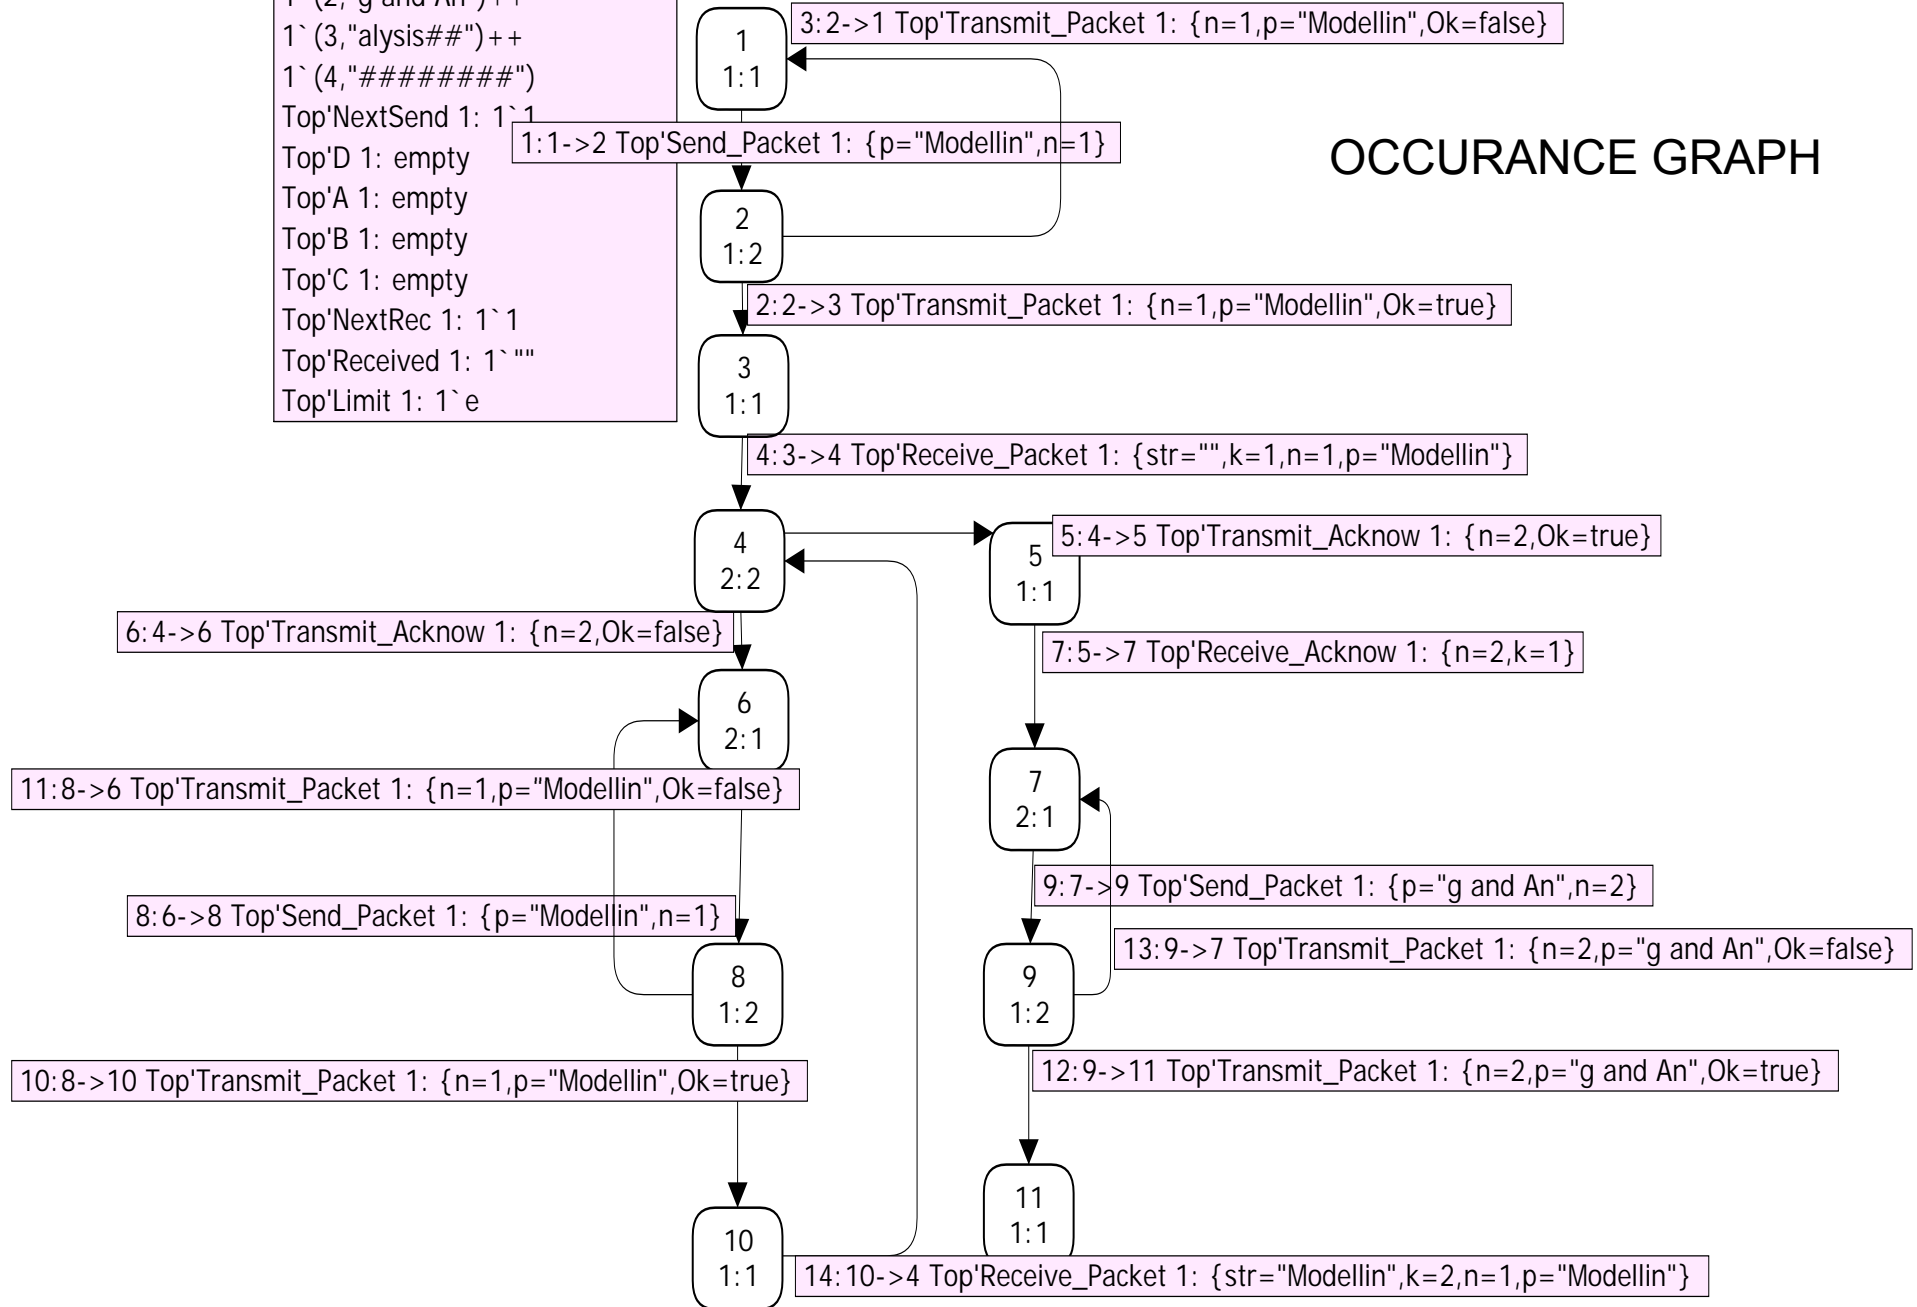 1`(2,"g and An")++
1`(3,"alysis##")++
1`(4,"########")
Top'NextSend 1: 1`1
Top'D 1: empty
Top'A 1: empty
Top'B 1: empty
Top'C 1: empty
Top'NextRec 1: 1`1
Top'Received 1: 1`""
Top'Limit 1: 1`e
OCCURANCE GRAPH
3:2->1 Top'Transmit_Packet 1: {n=1,p="Modellin",Ok=false}
1
1:1
1:1->2 Top'Send_Packet 1: {p="Modellin",n=1}
2
1:2
2:2->3 Top'Transmit_Packet 1: {n=1,p="Modellin",Ok=true}
3
1:1
4:3->4 Top'Receive_Packet 1: {str="",k=1,n=1,p="Modellin"}
4
2:2
5:4->5 Top'Transmit_Acknow 1: {n=2,Ok=true}
5
1:1
6:4->6 Top'Transmit_Acknow 1: {n=2,Ok=false}
7:5->7 Top'Receive_Acknow 1: {n=2,k=1}
6
2:1
11:8->6 Top'Transmit_Packet 1: {n=1,p="Modellin",Ok=false}
7
2:1
9:7->9 Top'Send_Packet 1: {p="g and An",n=2}
8:6->8 Top'Send_Packet 1: {p="Modellin",n=1}
13:9->7 Top'Transmit_Packet 1: {n=2,p="g and An",Ok=false}
8
1:2
9
1:2
10:8->10 Top'Transmit_Packet 1: {n=1,p="Modellin",Ok=true}
12:9->11 Top'Transmit_Packet 1: {n=2,p="g and An",Ok=true}
11
1:1
10
1:1
14:10->4 Top'Receive_Packet 1: {str="Modellin",k=2,n=1,p="Modellin"}